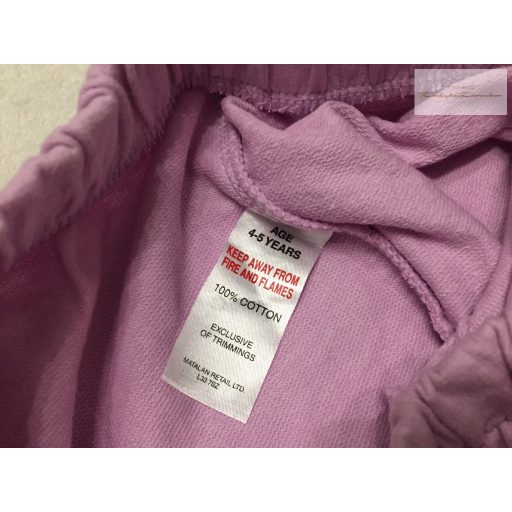 AGE
4-5 YEARS
KEEP AWAY FROM
FIRE AND FLAMES
100% COTTON
EXCLUSIVE
OF TRIMMINGS
MATALAN RETAIL LTD.
L33 7SZ